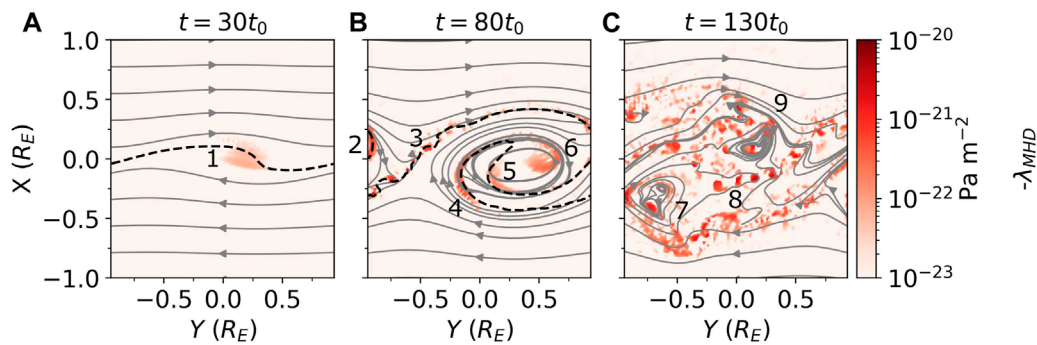 A
t = 30t₀
B
t = 80t₀
C
t = 130t₀
1.0
0.5
0.0
−0.5
−1.0
X (R_E)
1
2
3
4
5
6
7
8
9
−0.5 0.0 0.5
−0.5 0.0 0.5
−0.5 0.0 0.5
Y (R_E)
Y (R_E)
Y (R_E)
10⁻²⁰
10⁻²¹
10⁻²²
10⁻²³
Pa m⁻²
-λ_MHD